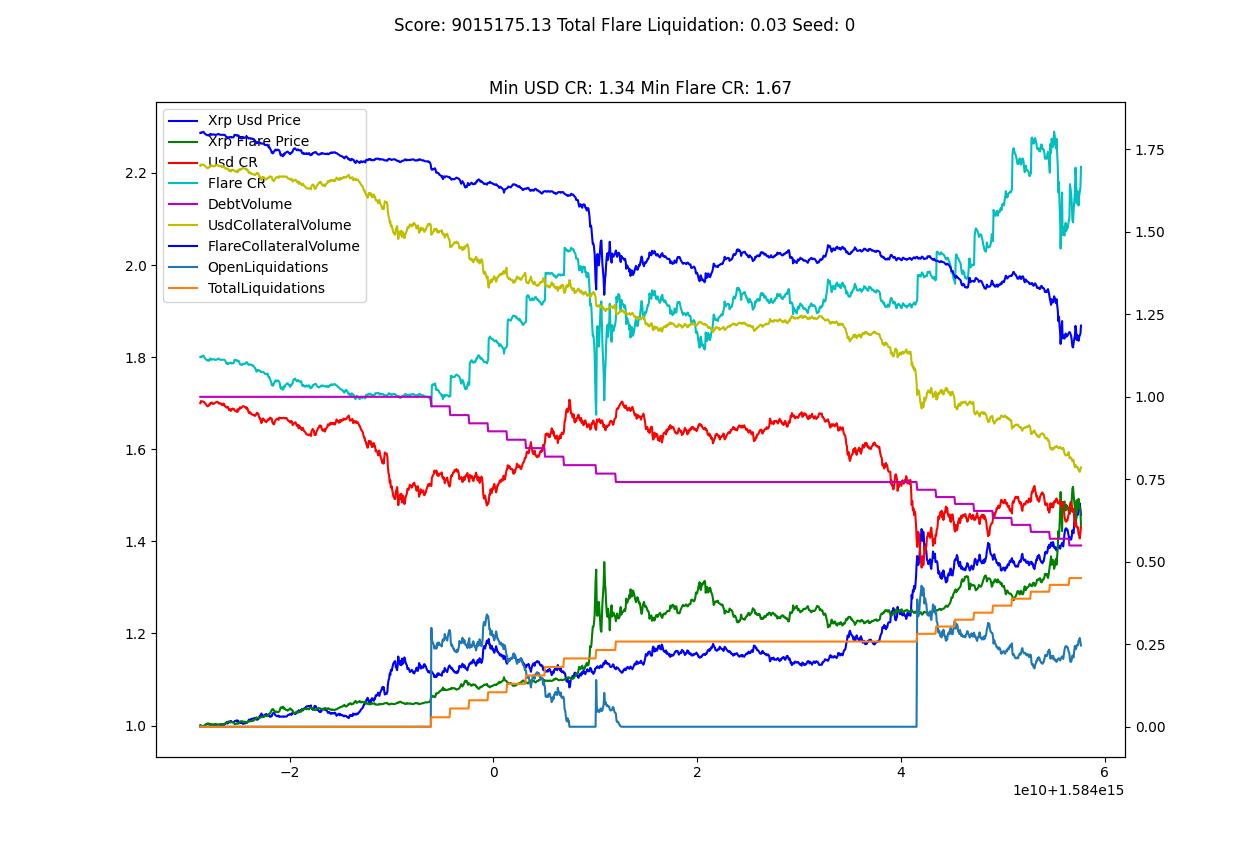 Score: 9015175.13 Total Flare Liquidation: 0.03 Seed: 0
Min USD CR: 1.34 Min Flare CR: 1.67
Xrp Usd Price
Xrp Flare Price
Usd CR
Flare CR
DebtVolume
UsdCollateralVolume
FlareCollateralVolume
OpenLiquidations
TotalLiquidations
2.2
2.0
1.8
1.6
1.4
1.2
1.0
1.75
1.50
1.25
1.00
0.75
0.50
0.25
0.00
−2 0 2 4 6
1e10+1.584e15